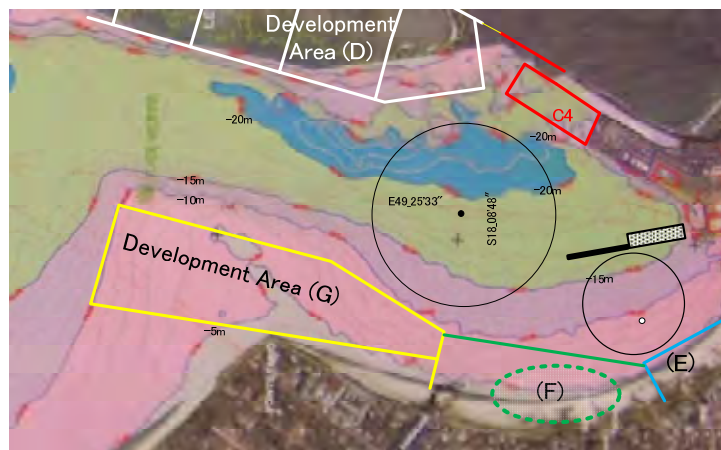 Development
Area (D)
C4
-20m
-20m
-20m
-15m
-10m
E49_25'33"
S18_08'48"
Development Area (G)
-15m
-5m
(E)
(F)